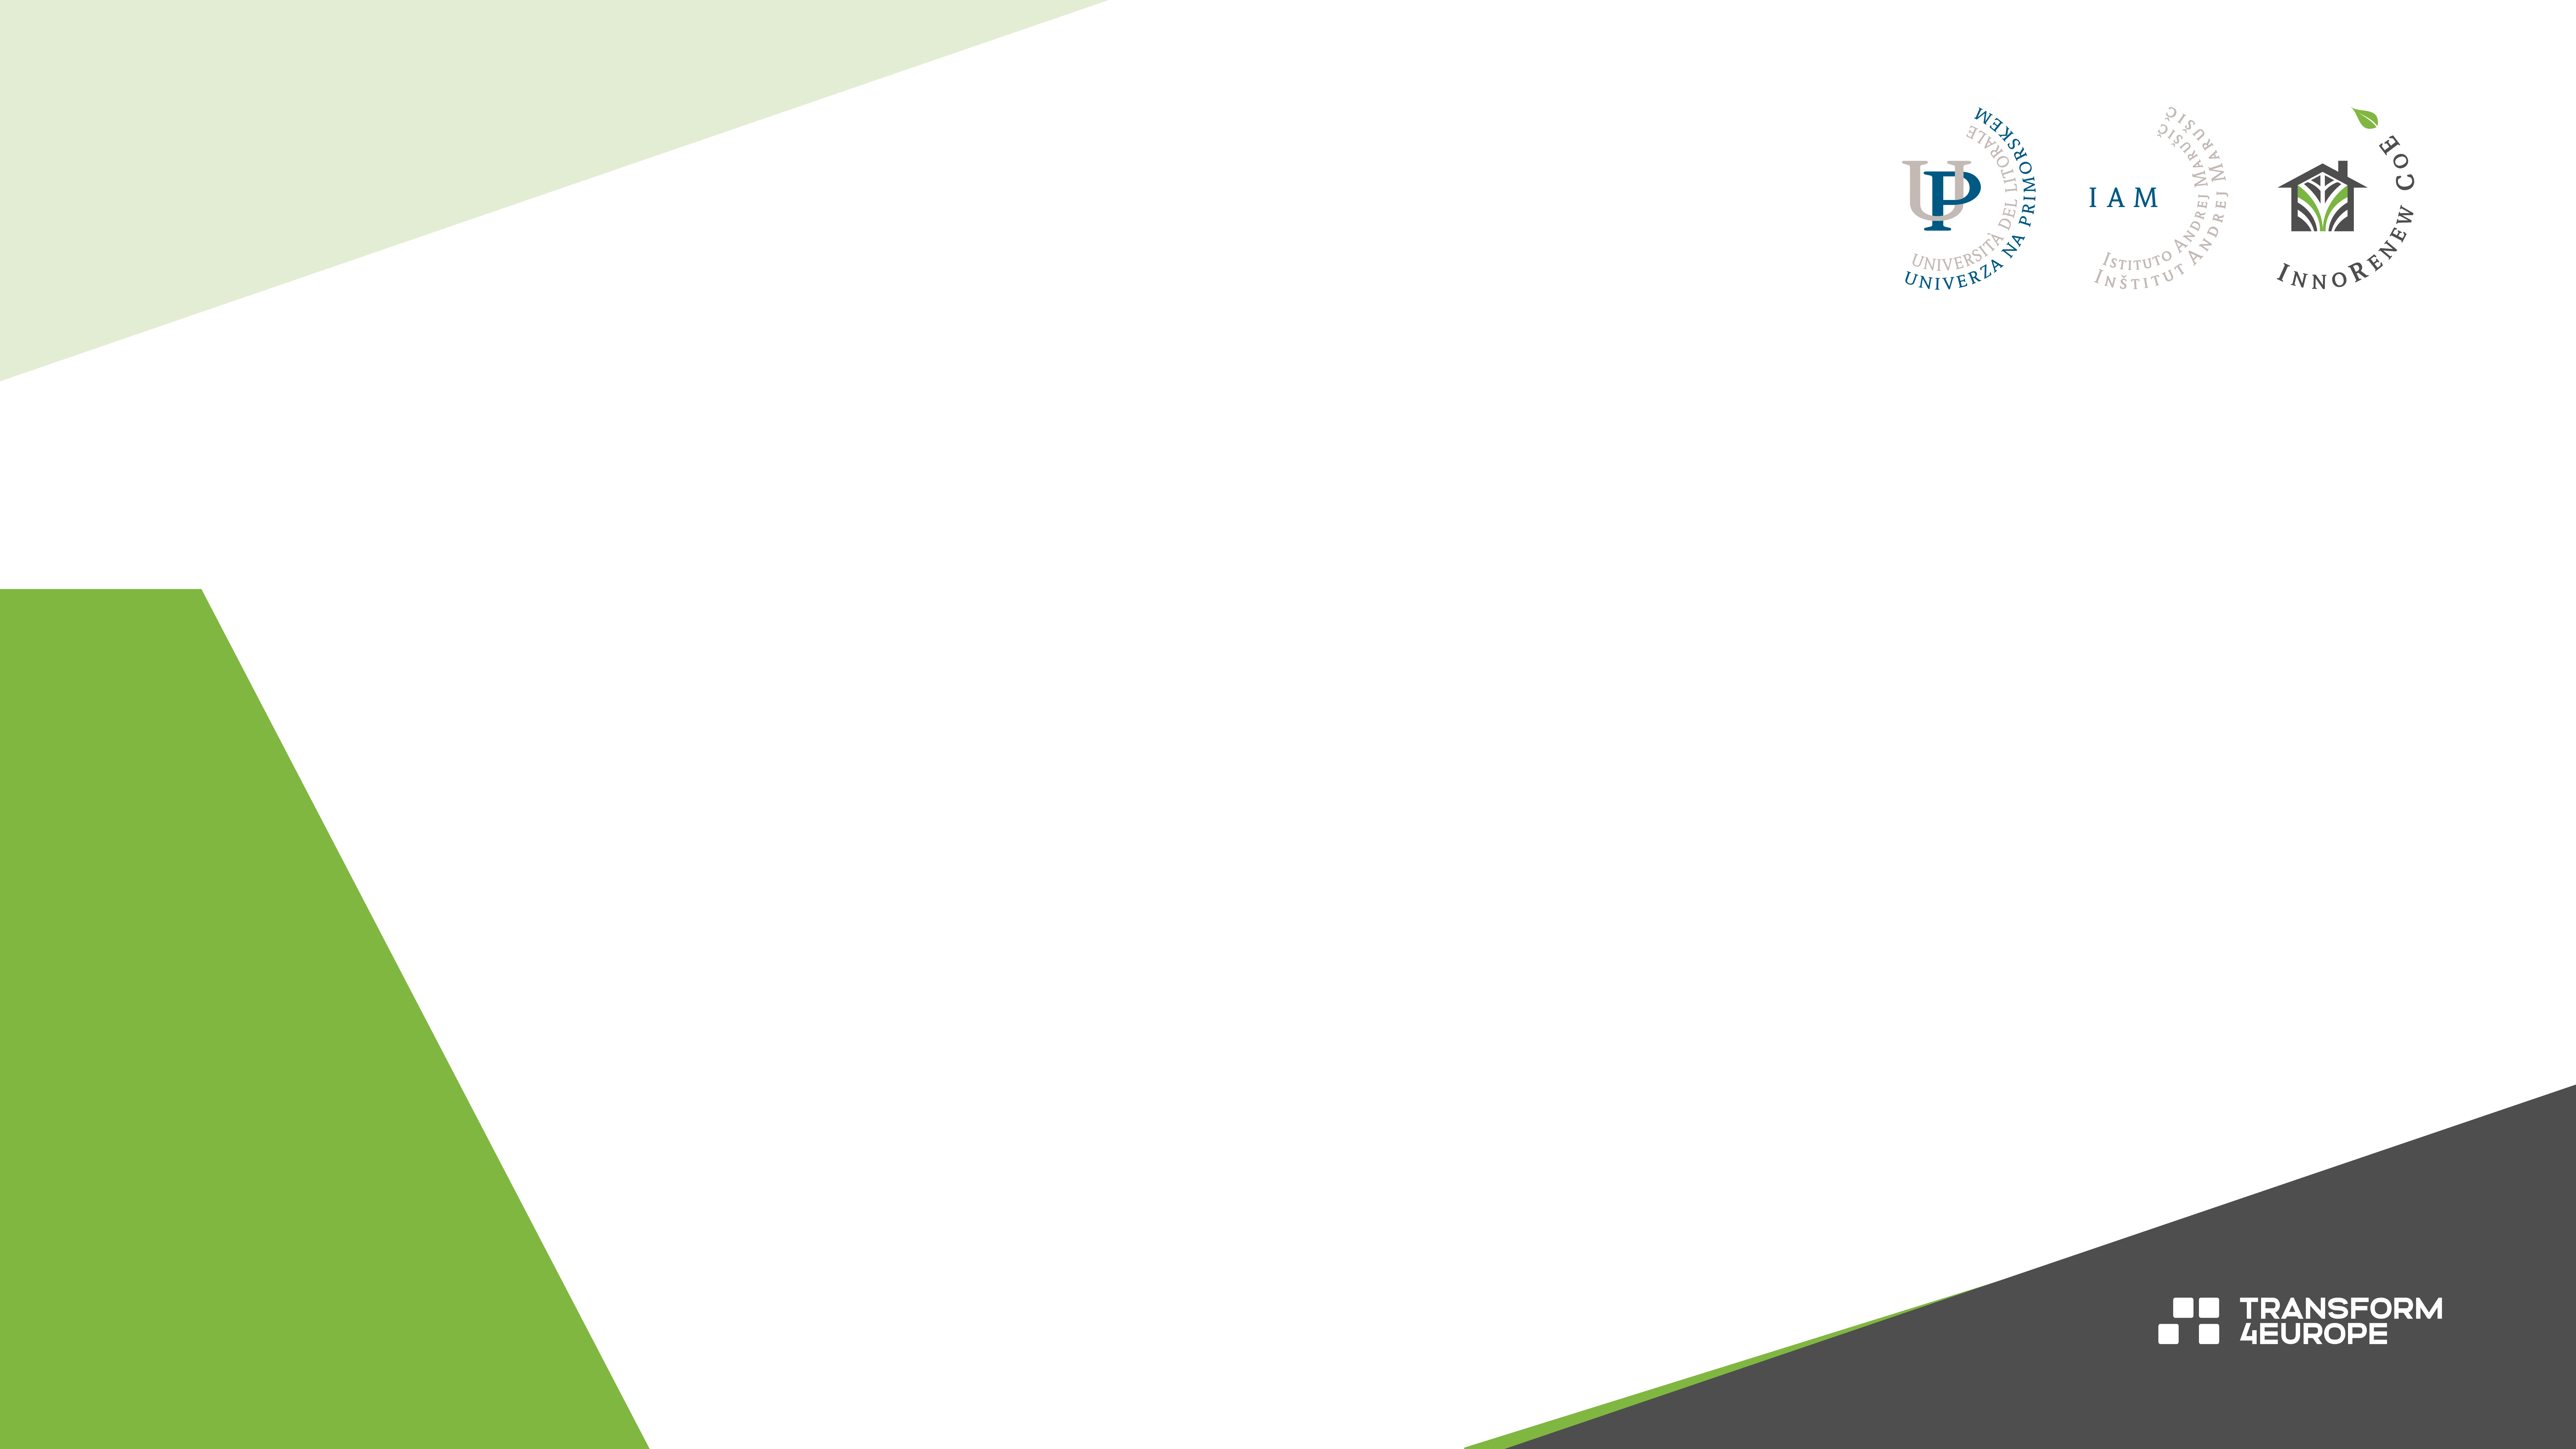 UP
UNIVERZA NA PRIMORSKEM
UNIVERSITÀ DEL LITORALE
IAM
INŠTITUT ANDREJ MARUŠIČ
ISTITUTO ANDREJ MARUŠIČ
INNORENEW COE
TRANSFORM
4EUROPE